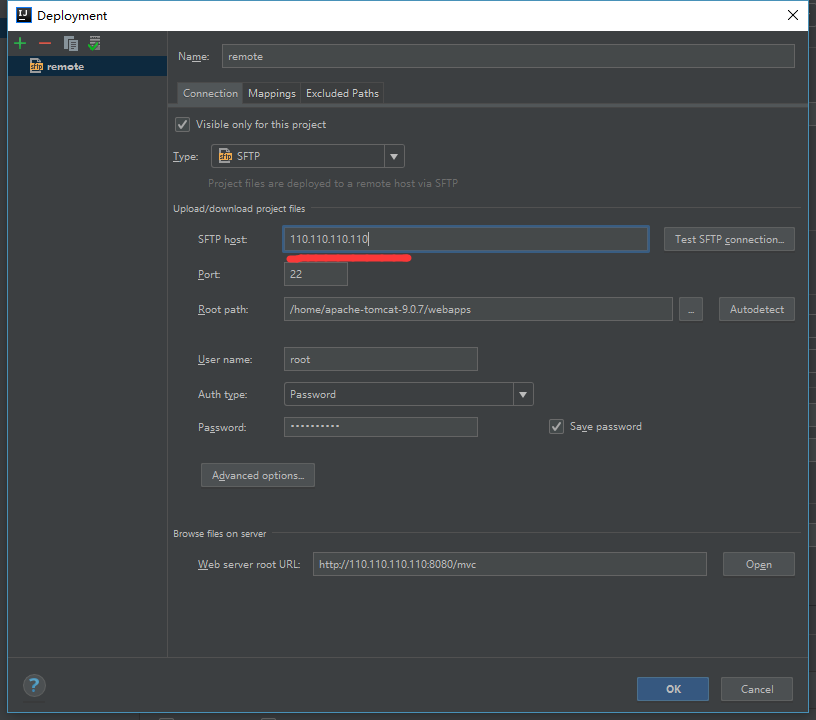 Deployment
remote
Name: remote
Connection Mappings Excluded Paths
Visible only for this project
Type: SFTP
Project files are deployed to a remote host via SFTP
Upload/download project files
SFTP host: 110.110.110.110 Test SFTP connection...
Port: 22
Root path: /home/apache-tomcat-9.0.7/webapps ... Autodetect
User name: root
Auth type: Password
Password: •••••••••• Save password
Advanced options...
Browse files on server
Web server root URL: http://110.110.110.110:8080/mvc Open
? OK Cancel